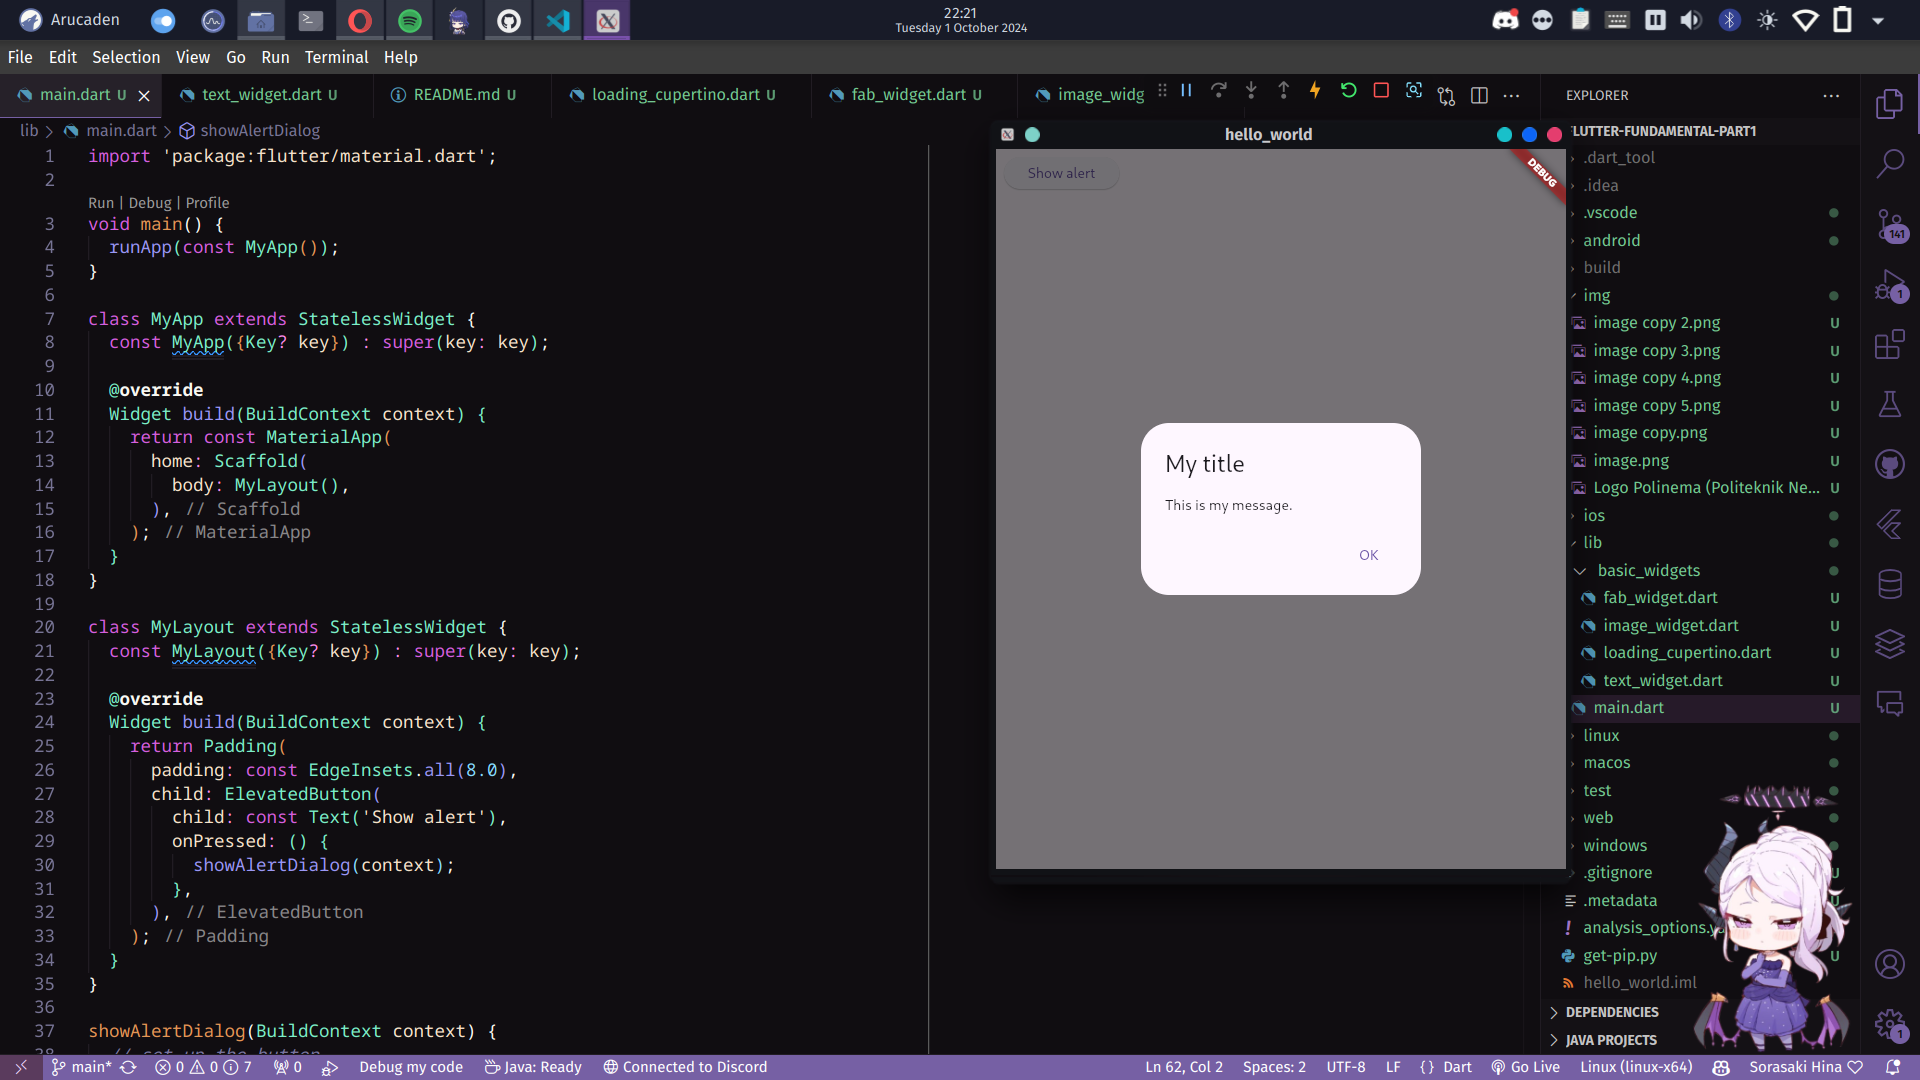 Arucaden
22:21
Tuesday 1 October 2024
File Edit Selection View Go Run Terminal Help
main.dart U
text_widget.dart U
README.md U
loading_cupertino.dart U
fab_widget.dart U
image_widg
EXPLORER
lib > main.dart > showAlertDialog
1 import 'package:flutter/material.dart';
2
Run | Debug | Profile
3 void main() {
4 runApp(const MyApp());
5 }
6
7 class MyApp extends StatelessWidget {
8 const MyApp({Key? key}) : super(key: key);
9
10 @override
11 Widget build(BuildContext context) {
12 return const MaterialApp(
13 home: Scaffold(
14 body: MyLayout(),
15 ), // Scaffold
16 ); // MaterialApp
17 }
18 }
19
20 class MyLayout extends StatelessWidget {
21 const MyLayout({Key? key}) : super(key: key);
22
23 @override
24 Widget build(BuildContext context) {
25 return Padding(
26 padding: const EdgeInsets.all(8.0),
27 child: ElevatedButton(
28 child: const Text('Show alert'),
29 onPressed: () {
30 showAlertDialog(context);
31 },
32 ), // ElevatedButton
33 ); // Padding
34 }
35 }
36
37 showAlertDialog(BuildContext context) {
hello_world
Show alert
DEBUG
My title
This is my message.
OK
LUTTER-FUNDAMENTAL-PART1
.dart_tool
.idea
.vscode
android
build
img
image copy 2.png U
image copy 3.png U
image copy 4.png U
image copy 5.png U
image copy.png U
image.png U
Logo Polinema (Politeknik Ne... U
ios
lib
basic_widgets
fab_widget.dart U
image_widget.dart U
loading_cupertino.dart U
text_widget.dart U
main.dart U
linux
macos
test
web
windows
.gitignore
.metadata
analysis_options.y
get-pip.py U
hello_world.iml
DEPENDENCIES
JAVA PROJECTS
141
1
1
main* 0 0 7 0 Debug my code Java: Ready Connected to Discord
Ln 62, Col 2 Spaces: 2 UTF-8 LF {} Dart Go Live Linux (linux-x64) Sorasaki Hina